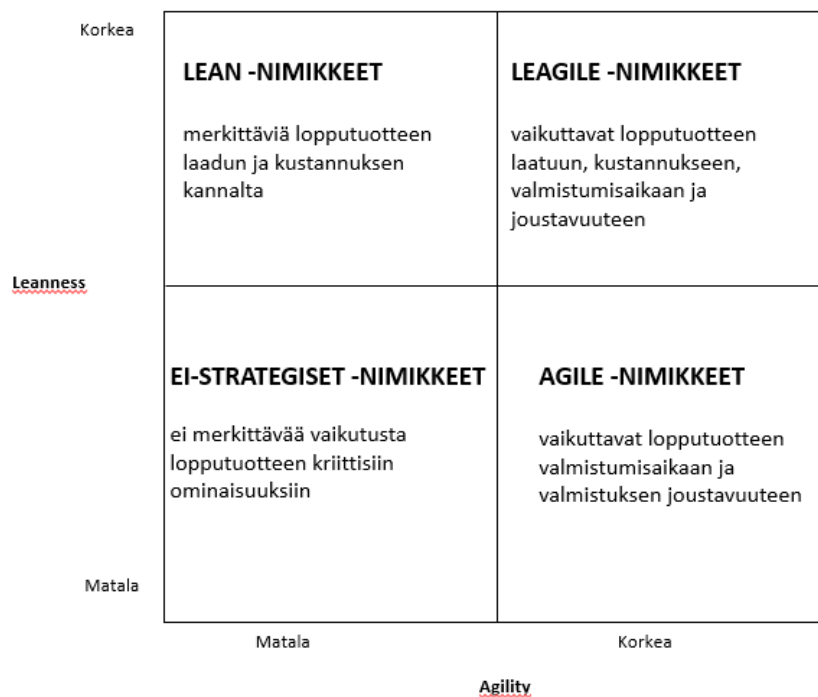 Korkea
LEAN -NIMIKKEET
merkittäviä lopputuotteen
laadun ja kustannuksen
kannalta
LEAGILE -NIMIKKEET
vaikuttavat lopputuotteen
laatuun, kustannukseen,
valmistumisaikaan ja
joustavuuteen
Leanness
EI-STRATEGISET -NIMIKKEET
ei merkittävää vaikutusta
lopputuotteen kriittisiin
ominaisuuksiin
AGILE -NIMIKKEET
vaikuttavat lopputuotteen
valmistumisaikaan ja
valmistuksen joustavuuteen
Matala
Matala
Korkea
Agility